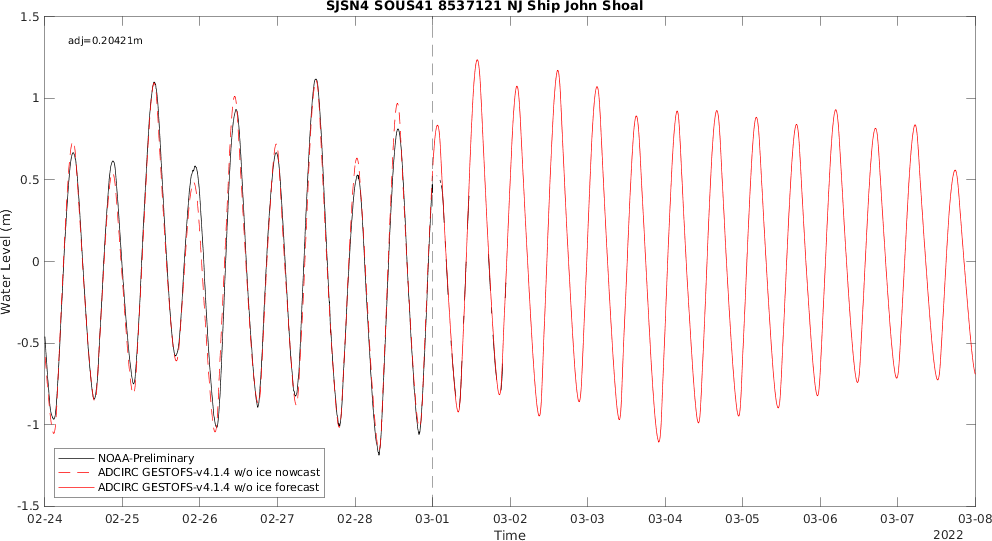 SJSN4 SOUS41 8537121 NJ Ship John Shoal
adj=0.20421m
1.5
1
0.5
0
-0.5
-1
-1.5
Water Level (m)
NOAA-Preliminary
ADCIRC GESTOFS-v4.1.4 w/o ice nowcast
ADCIRC GESTOFS-v4.1.4 w/o ice forecast
02-24 02-25 02-26 02-27 02-28 03-01 03-02 03-03 03-04 03-05 03-06 03-07 03-08
Time
2022